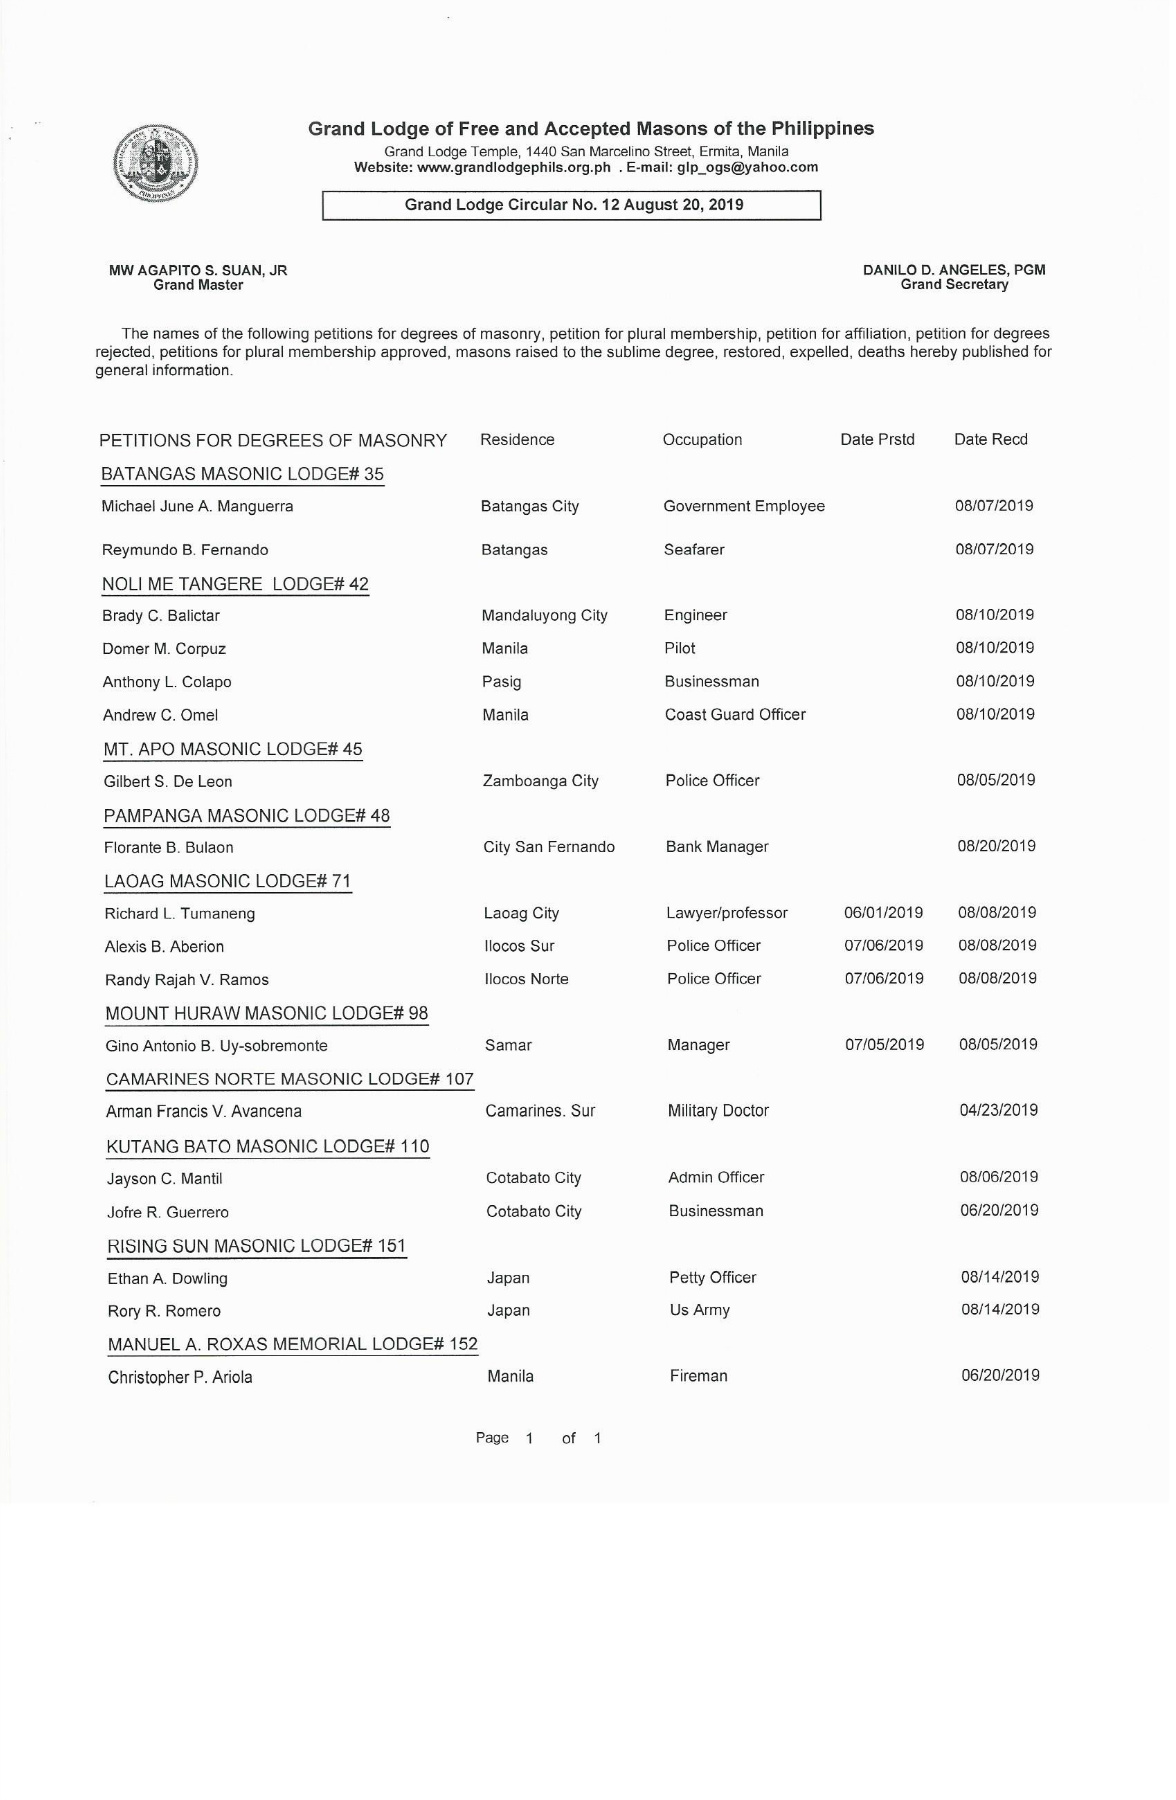 Grand Lodge of Free and Accepted Masons of the Philippines
Grand Lodge Temple, 1440 San Marcelino Street, Ermita, Manila
Website: www.grandlodgephils.org.ph . E-mail: glp_ogs@yahoo.com
Grand Lodge Circular No. 12 August 20, 2019
MW AGAPITO S. SUAN, JR DANILO D. ANGELES, PGM
Grand Master Grand Secretary
The names of the following petitions for degrees of masonry, petition for plural membership, petition for affiliation, petition for degrees
rejected, petitions for plural membership approved, masons raised to the sublime degree, restored, expelled, deaths hereby published for
general information.
PETITIONS FOR DEGREES OF MASONRY Residence Occupation Date Prstd Date Recd
BATANGAS MASONIC LODGE# 35
Michael June A. Manguerra Batangas City Government Employee 08/07/2019
Reymundo B. Fernando Batangas Seafarer 08/07/2019
NOLI ME TANGERE LODGE# 42
Brady C. Balictar Mandaluyong City Engineer 08/10/2019
Domer M. Corpuz Manila Pilot 08/10/2019
Anthony L. Colapo Pasig Businessman 08/10/2019
Andrew C. Omel Manila Coast Guard Officer 08/10/2019
MT. APO MASONIC LODGE# 45
Gilbert S. De Leon Zamboanga City Police Officer 08/05/2019
PAMPANGA MASONIC LODGE# 48
Florante B. Bulaon City San Fernando Bank Manager 08/20/2019
LAOAG MASONIC LODGE# 71
Richard L. Tumaneng Laoag City Lawyer/professor 06/01/2019 08/08/2019
Alexis B. Aberion Ilocos Sur Police Officer 07/06/2019 08/08/2019
Randy Rajah V. Ramos Ilocos Norte Police Officer 07/06/2019 08/08/2019
MOUNT HURAW MASONIC LODGE# 98
Gino Antonio B. Uy-sobremonte Samar Manager 07/05/2019 08/05/2019
CAMARINES NORTE MASONIC LODGE# 107
Arman Francis V. Avancena Camarines. Sur Military Doctor 04/23/2019
KUTANG BATO MASONIC LODGE# 110
Jayson C. Mantil Cotabato City Admin Officer 08/06/2019
Jofre R. Guerrero Cotabato City Businessman 06/20/2019
RISING SUN MASONIC LODGE# 151
Ethan A. Dowling Japan Petty Officer 08/14/2019
Rory R. Romero Japan Us Army 08/14/2019
MANUEL A. ROXAS MEMORIAL LODGE# 152
Christopher P. Ariola Manila Fireman 06/20/2019
Page 1 of 1